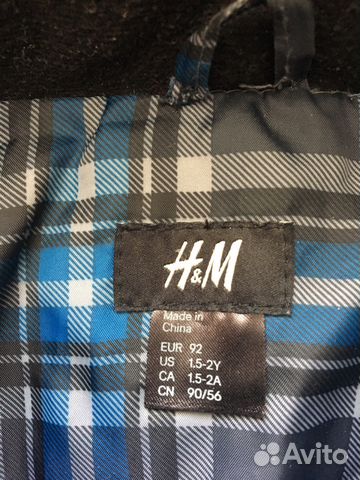 H&M
Made in
China
EUR 92
US 1.5-2Y
CA 1.5-2A
CN 90/56
Avito